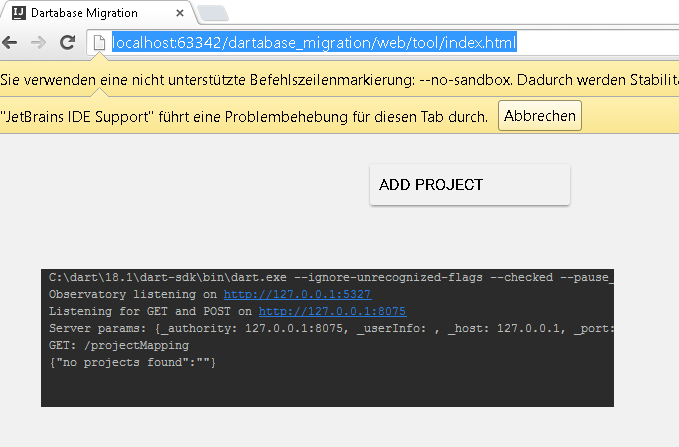 Dartabase Migration
localhost:63342/dartabase_migration/web/tool/index.html
Sie verwenden eine nicht unterstützte Befehlszeilenmarkierung: --no-sandbox. Dadurch werden Stabilitä
"JetBrains IDE Support" führt eine Problembehebung für diesen Tab durch. Abbrechen
ADD PROJECT
C:\dart\18.1\dart-sdk\bin\dart.exe --ignore-unrecognized-flags --checked --pause_
Observatory listening on http://127.0.0.1:5327
Listening for GET and POST on http://127.0.0.1:8075
Server params: {_authority: 127.0.0.1:8075, _userInfo: , _host: 127.0.0.1, _port:
GET: /projectMapping
{"no projects found":""}